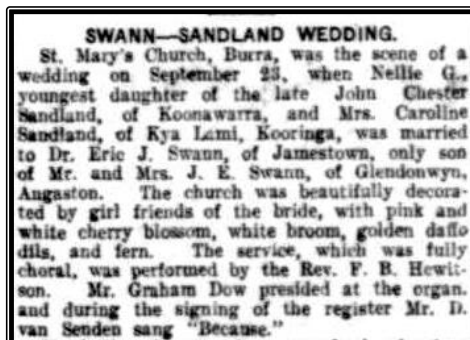 SWANN—SANDLAND WEDDING.
St. Mary's Church, Burra, was the scene of a
wedding on September 23, when Nellie G.,
youngest daughter of the late John Chester
Sandland, of Koonawarra, and Mrs. Caroline
Sandland, of Kya Lami, Kooringa, was married
to Dr. Eric J. Swann, of Jamestown, only son
of Mr. and Mrs. J. E. Swann, of Glendonwyn,
Angaston. The church was beautifully decora-
ted by girl friends of the bride, with pink and
white cherry blossom, white broom, golden daffo
dils, and fern. The service, which was fully
choral, was performed by the Rev. F. B. Hewit-
son. Mr. Graham Dow presided at the organ.
and during the signing of the register Mr. D.
van Senden sang "Because."